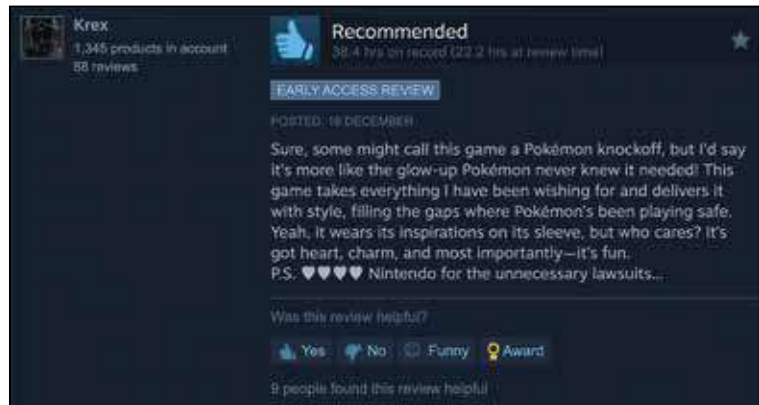 Krex
1,345 products in account
88 reviews
Recommended
38.4 hrs on record (22.2 hrs at review time)
EARLY ACCESS REVIEW
POSTED: 18 DECEMBER
Sure, some might call this game a Pokémon knockoff, but I'd say
it's more like the glow-up Pokémon never knew it needed! This
game takes everything I have been wishing for and delivers it
with style, filling the gaps where Pokémon's been playing safe.
Yeah, it wears its inspirations on its sleeve, but who cares? It's
got heart, charm, and most importantly—it's fun.
P.S. ♥♥♥♥ Nintendo for the unnecessary lawsuits...
Was this review helpful?
Yes No Funny Award
9 people found this review helpful